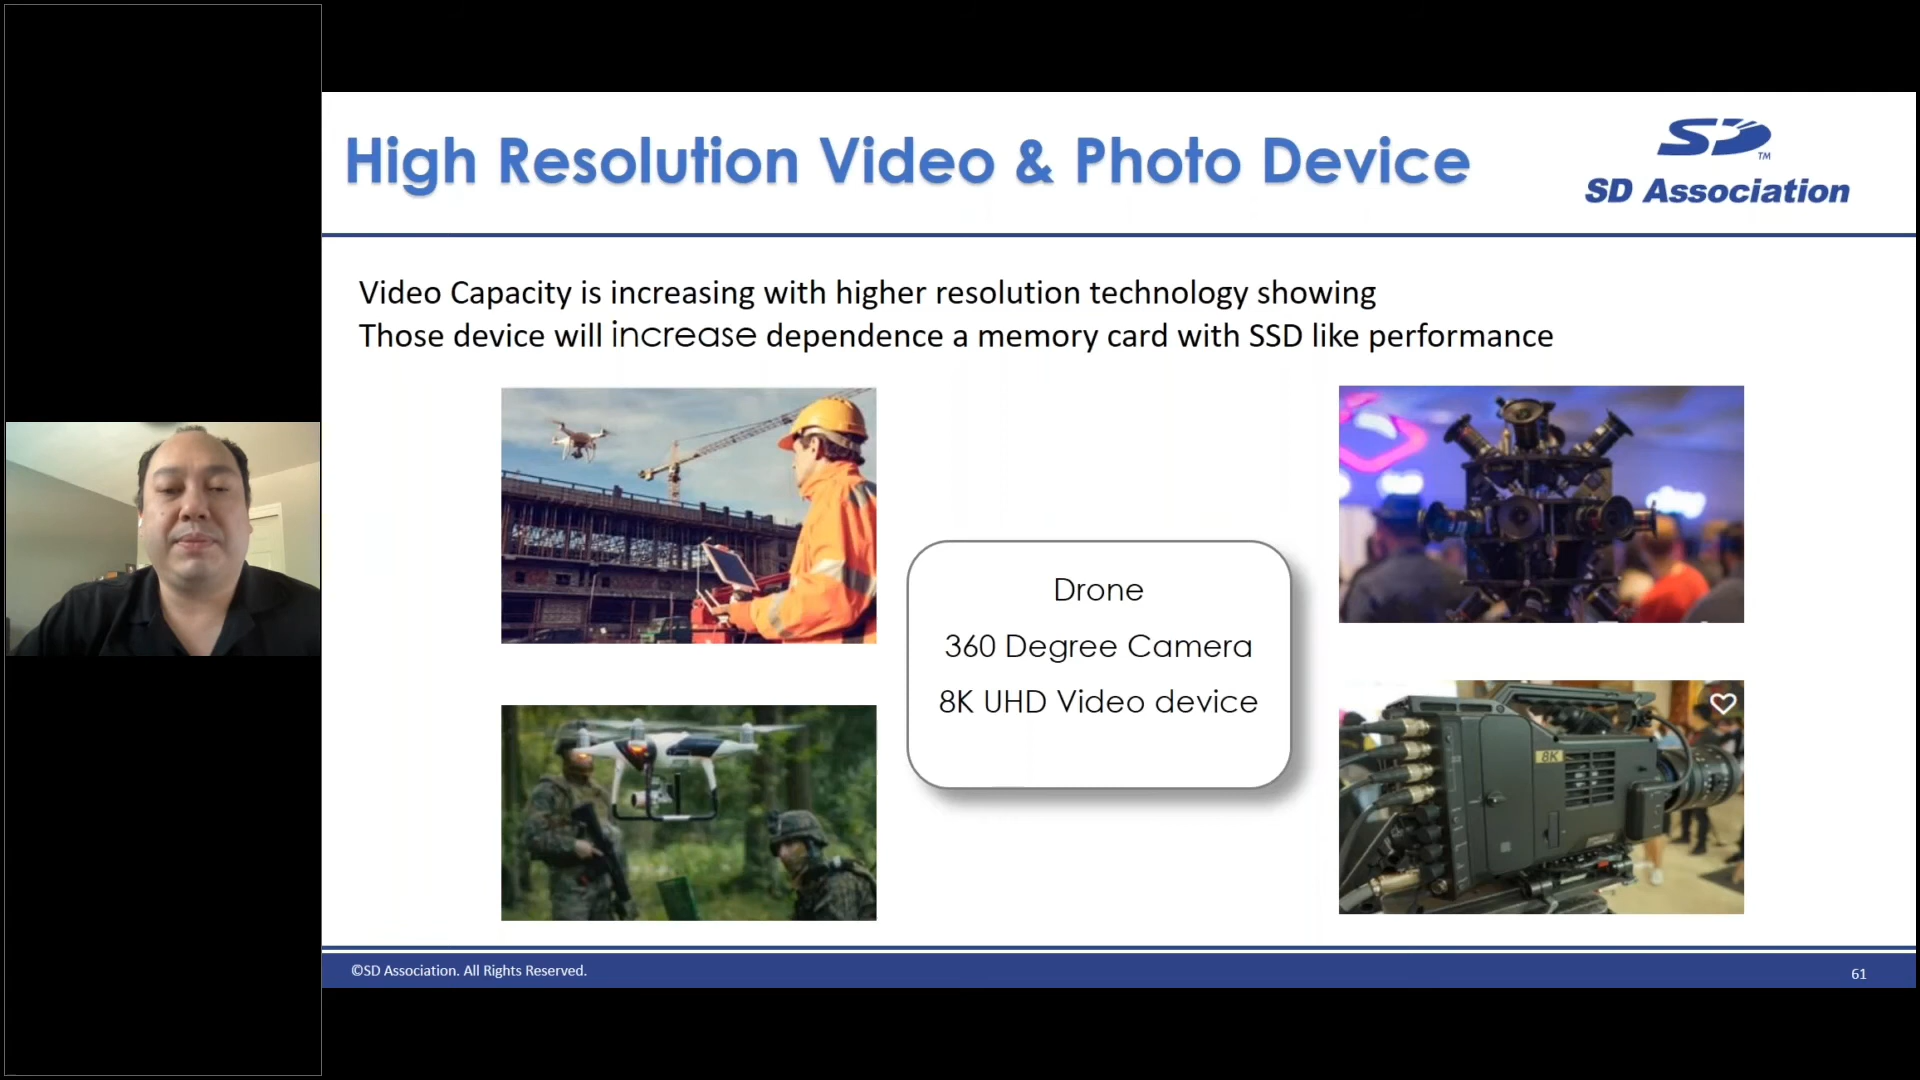 High Resolution Video & Photo Device
SD
TM
SD Association
Video Capacity is increasing with higher resolution technology showing
Those device will increase dependence a memory card with SSD like performance
Drone
360 Degree Camera
8K UHD Video device
8K
©SD Association. All Rights Reserved.
61